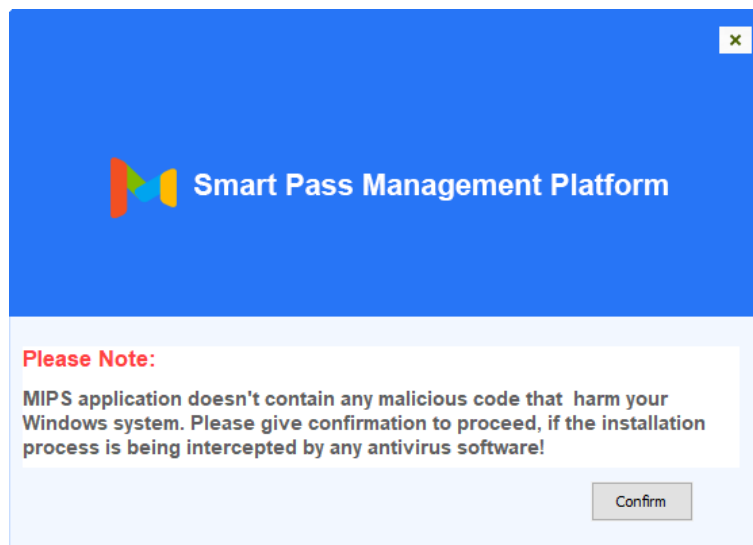 Smart Pass Management Platform
Please Note:
MIPS application doesn't contain any malicious code that  harm your
Windows system. Please give confirmation to proceed, if the installation
process is being intercepted by any antivirus software!
Confirm